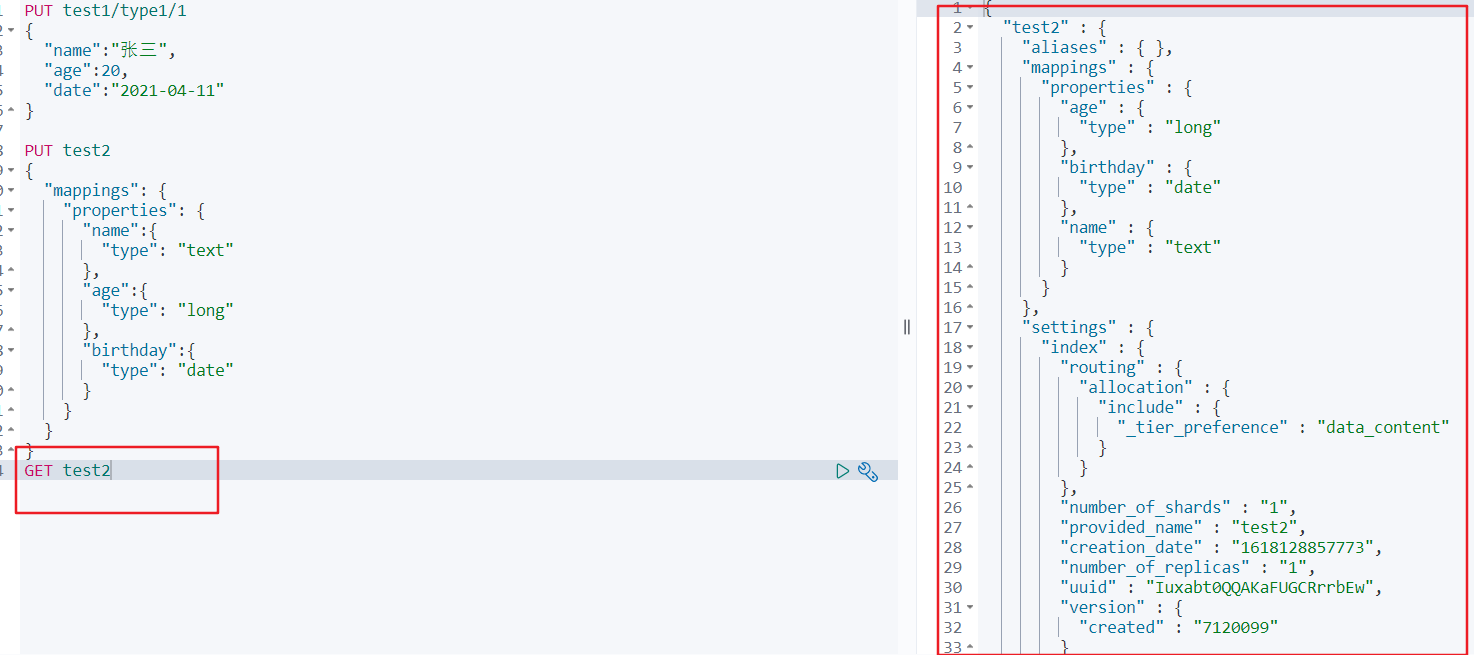 PUT test1/type1/1
{
"name":"张三",
"age":20,
"date":"2021-04-11"
}
PUT test2
{
"mappings": {
"properties": {
"name":{
"type": "text"
},
"age":{
"type": "long"
},
"birthday":{
"type": "date"
}
}
}
}
GET test2
1 {
2 "test2" : {
3 "aliases" : { },
4 "mappings" : {
5 "properties" : {
6 "age" : {
7 "type" : "long"
8 },
9 "birthday" : {
10 "type" : "date"
11 },
12 "name" : {
13 "type" : "text"
14 }
15 }
16 },
17 "settings" : {
18 "index" : {
19 "routing" : {
20 "allocation" : {
21 "include" : {
22 "_tier_preference" : "data_content"
23 }
24 }
25 },
26 "number_of_shards" : "1",
27 "provided_name" : "test2",
28 "creation_date" : "1618128857773",
29 "number_of_replicas" : "1",
30 "uuid" : "Iuxabt0QQAKaFUGCRrrbEw",
31 "version" : {
32 "created" : "7120099"
33 }